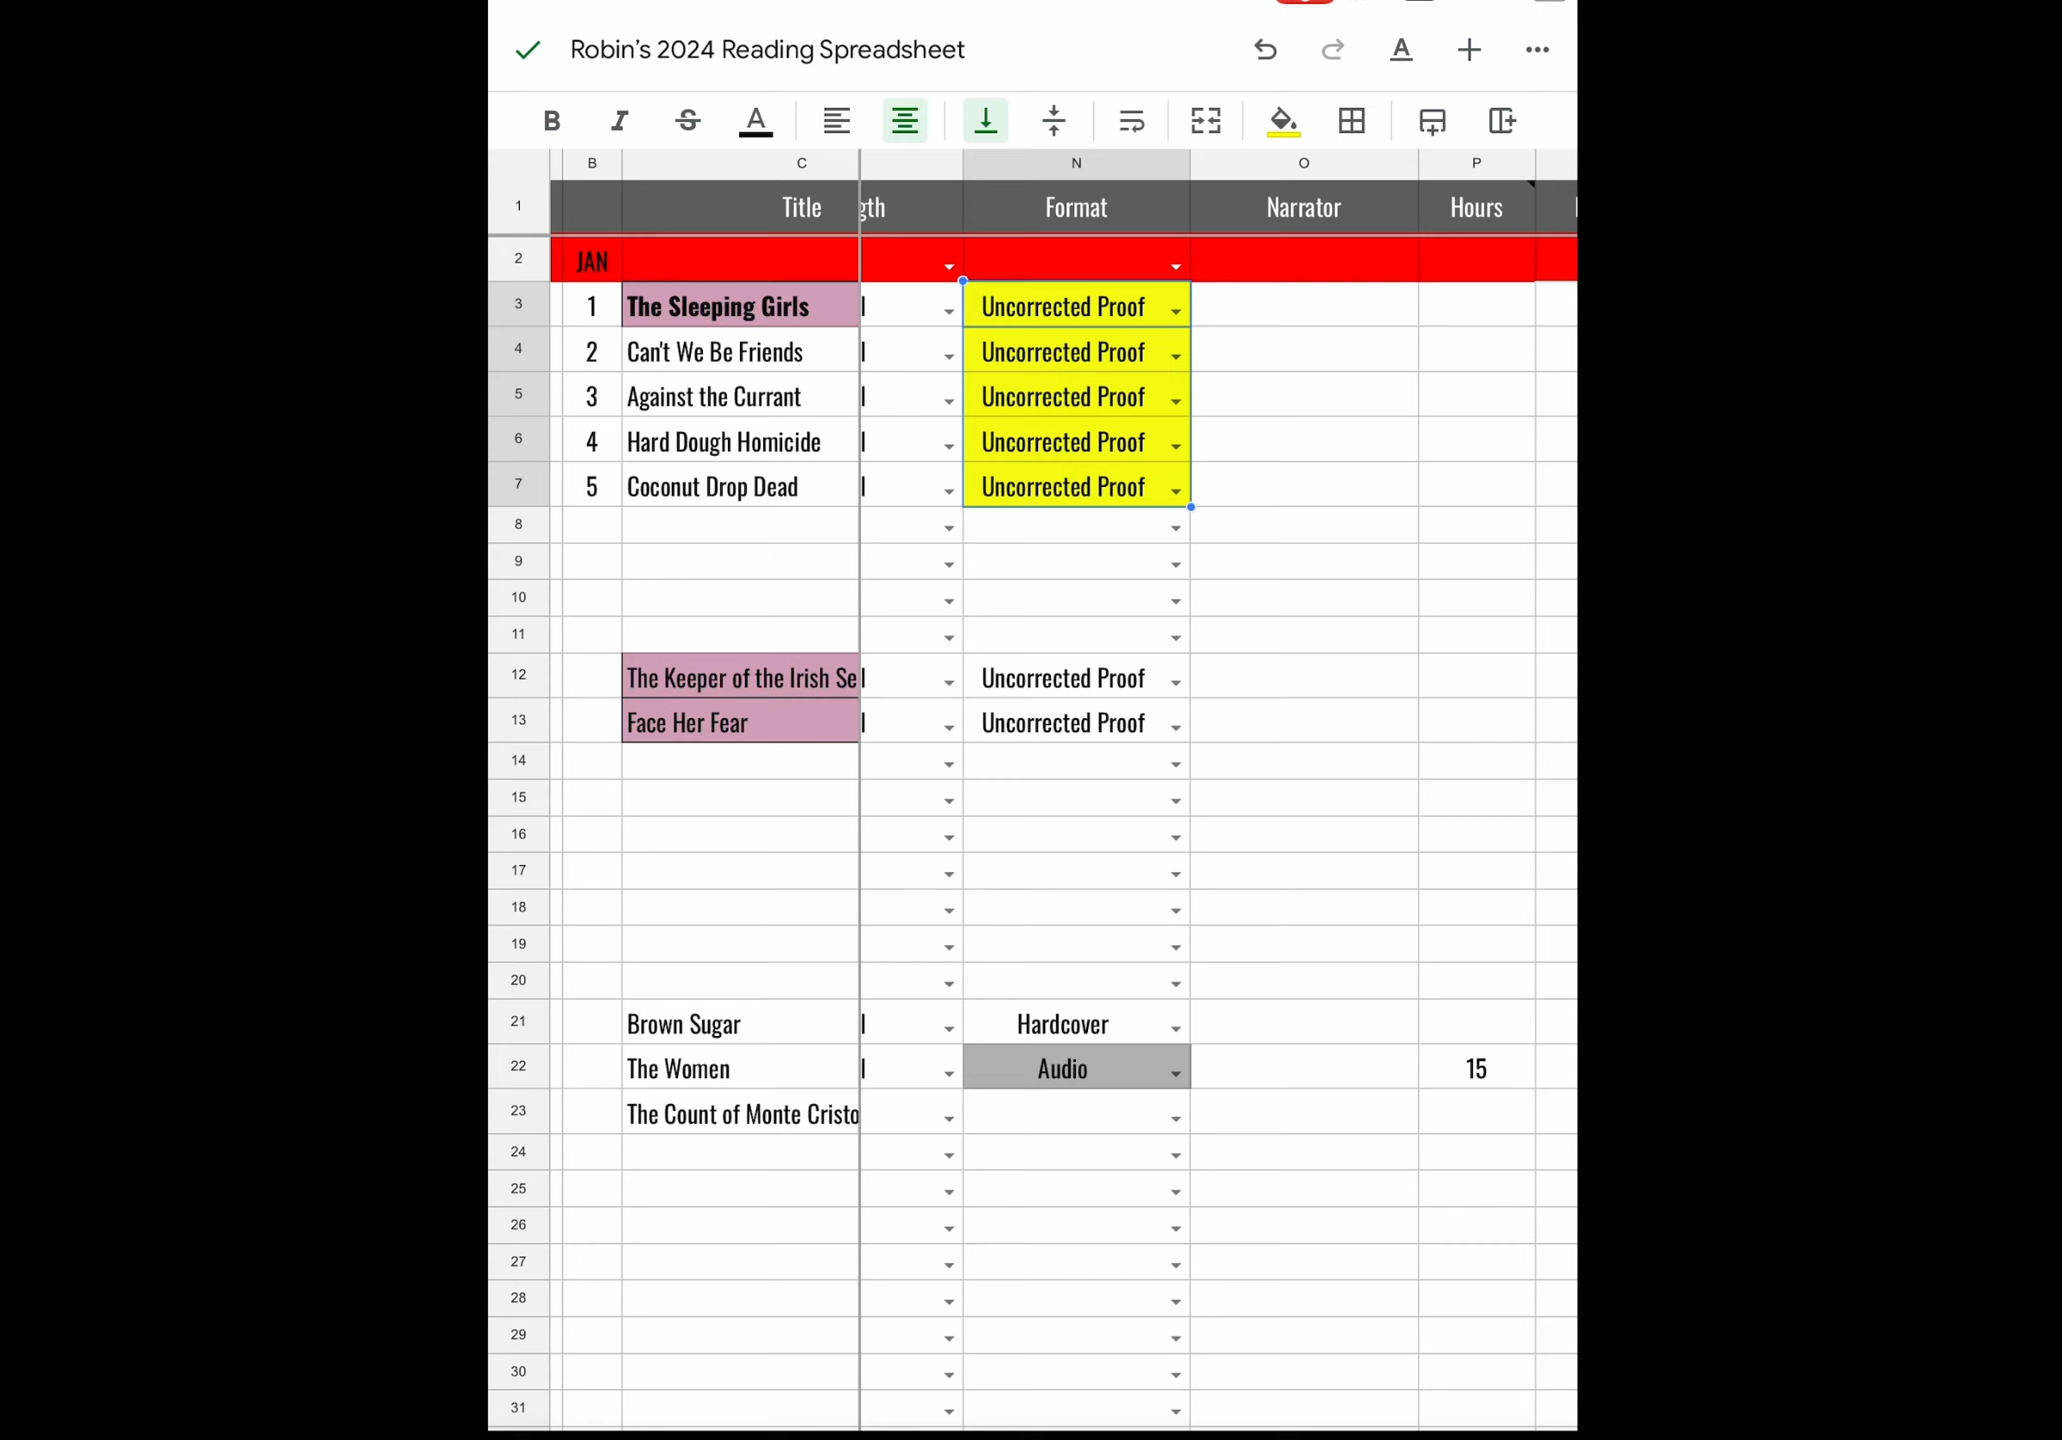 Robin's 2024 Reading Spreadsheet
B I S A A
B C N O P
1 Title gth Format Narrator Hours
2 JAN
3 1 The Sleeping Girls Uncorrected Proof
4 2 Can't We Be Friends Uncorrected Proof
5 3 Against the Currant Uncorrected Proof
6 4 Hard Dough Homicide Uncorrected Proof
7 5 Coconut Drop Dead Uncorrected Proof
8
9
10
11
12 The Keeper of the Irish Se Uncorrected Proof
13 Face Her Fear Uncorrected Proof
14
15
16
17
18
19
20
21 Brown Sugar Hardcover
22 The Women Audio 15
23 The Count of Monte Cristo
24
25
26
27
28
29
30
31